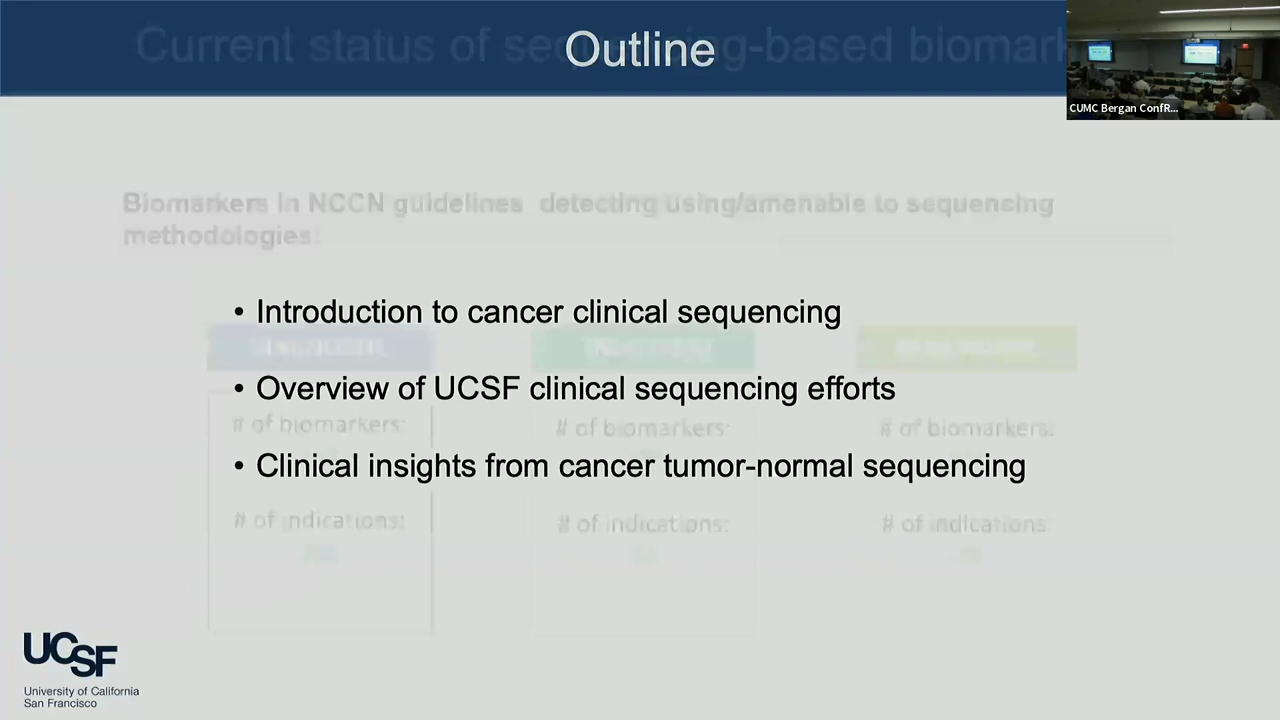 Current status of sequencing-based biomark
Outline
CUMC Bergan ConfR...
Biomarkers in NCCN guidelines detecting using/amenable to sequencing
methodologies:
• Introduction to cancer clinical sequencing
• Overview of UCSF clinical sequencing efforts
# of biomarkers: # of biomarkers: # of biomarkers:
• Clinical insights from cancer tumor-normal sequencing
# of indications: # of indications: # of indications:
UCSF
University of California
San Francisco